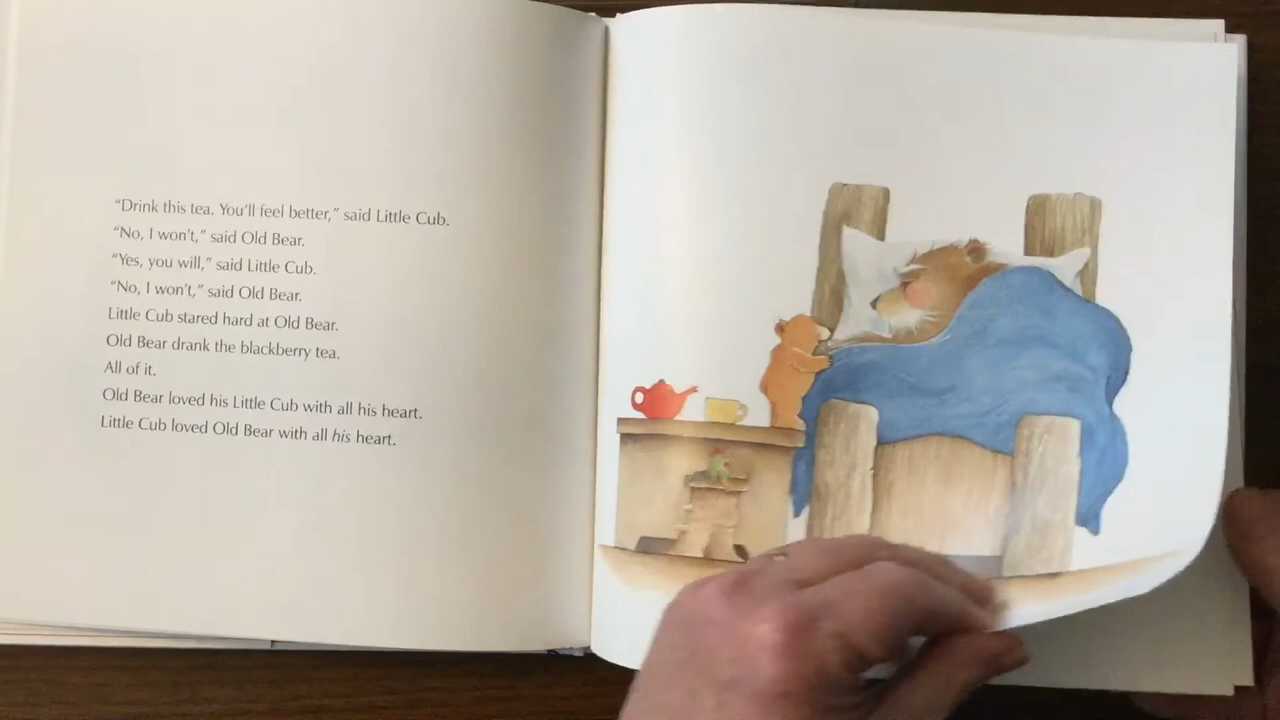 “Drink this tea. You’ll feel better,” said Little Cub.
“No, I won’t,” said Old Bear.
“Yes, you will,” said Little Cub.
“No, I won’t,” said Old Bear.
Little Cub stared hard at Old Bear.
Old Bear drank the blackberry tea.
All of it.
Old Bear loved his Little Cub with all his heart.
Little Cub loved Old Bear with all his heart.